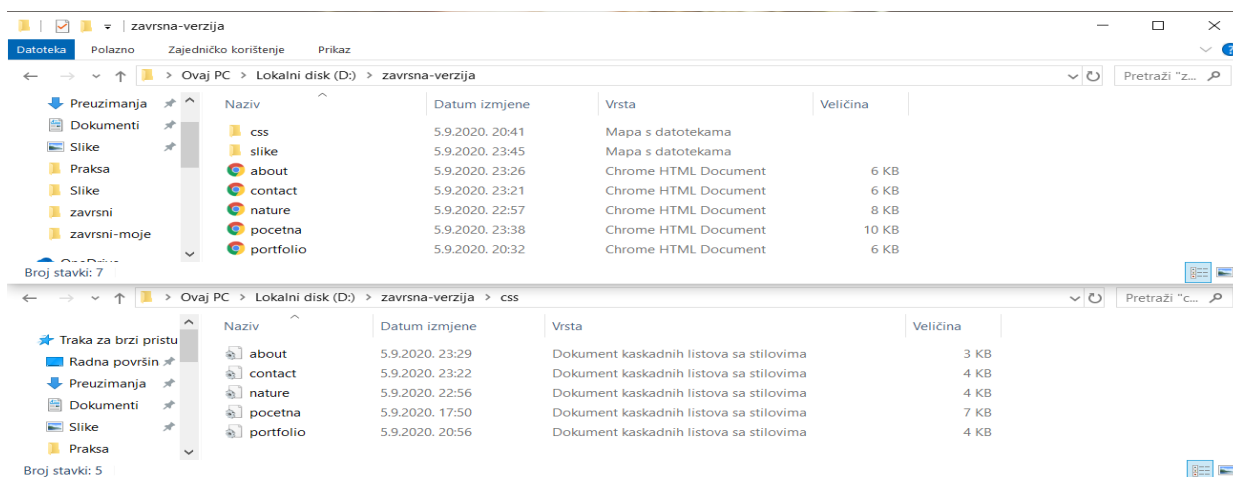 zavrsna-verzija
Datoteka Polazno Zajedničko korištenje Prikaz
Ovaj PC > Lokalni disk (D:) > zavrsna-verzija Pretraži "z...
Preuzimanja
Dokumenti
Slike
Praksa
Slike
zavrsni
zavrsni-moje
Naziv Datum izmjene Vrsta Veličina
css 5.9.2020. 20:41 Mapa s datotekama
slike 5.9.2020. 23:45 Mapa s datotekama
about 5.9.2020. 23:26 Chrome HTML Document 6 KB
contact 5.9.2020. 23:21 Chrome HTML Document 6 KB
nature 5.9.2020. 22:57 Chrome HTML Document 8 KB
pocetna 5.9.2020. 23:38 Chrome HTML Document 10 KB
portfolio 5.9.2020. 20:32 Chrome HTML Document 6 KB
Broj stavki: 7
Ovaj PC > Lokalni disk (D:) > zavrsna-verzija > css Pretraži "c...
Traka za brzi pristu
Radna površin
Preuzimanja
Dokumenti
Slike
Praksa
Naziv Datum izmjene Vrsta Veličina
about 5.9.2020. 23:29 Dokument kaskadnih listova sa stilovima 3 KB
contact 5.9.2020. 23:22 Dokument kaskadnih listova sa stilovima 4 KB
nature 5.9.2020. 22:56 Dokument kaskadnih listova sa stilovima 4 KB
pocetna 5.9.2020. 17:50 Dokument kaskadnih listova sa stilovima 7 KB
portfolio 5.9.2020. 20:56 Dokument kaskadnih listova sa stilovima 4 KB
Broj stavki: 5